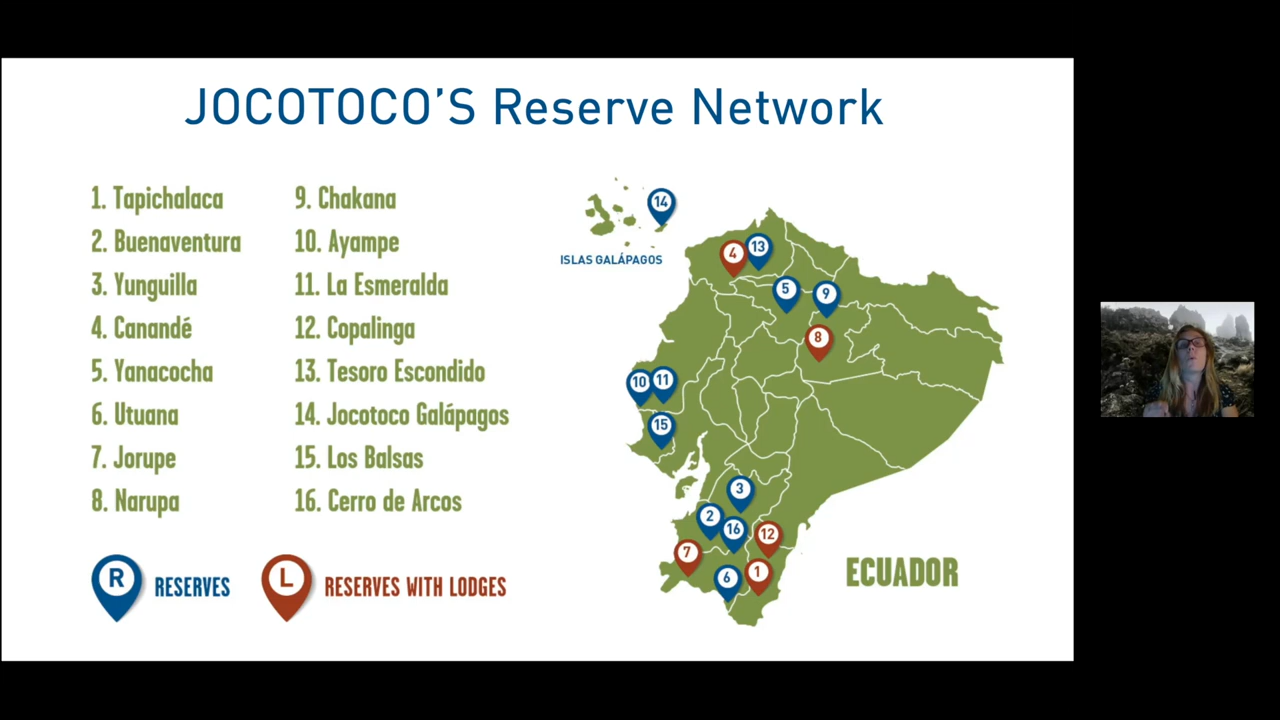 JOCOTOCO'S Reserve Network
1. Tapichalaca
2. Buenaventura
3. Yunguilla
4. Canandé
5. Yanacocha
6. Utuana
7. Jorupe
8. Narupa
9. Chakana
10. Ayampe
11. La Esmeralda
12. Copalinga
13. Tesoro Escondido
14. Jocotoco Galápagos
15. Los Balsas
16. Cerro de Arcos
R RESERVES
L RESERVES WITH LODGES
14
ISLAS GALÁPAGOS
4
13
5
9
8
10
11
15
3
2
16
12
7
6
1
ECUADOR